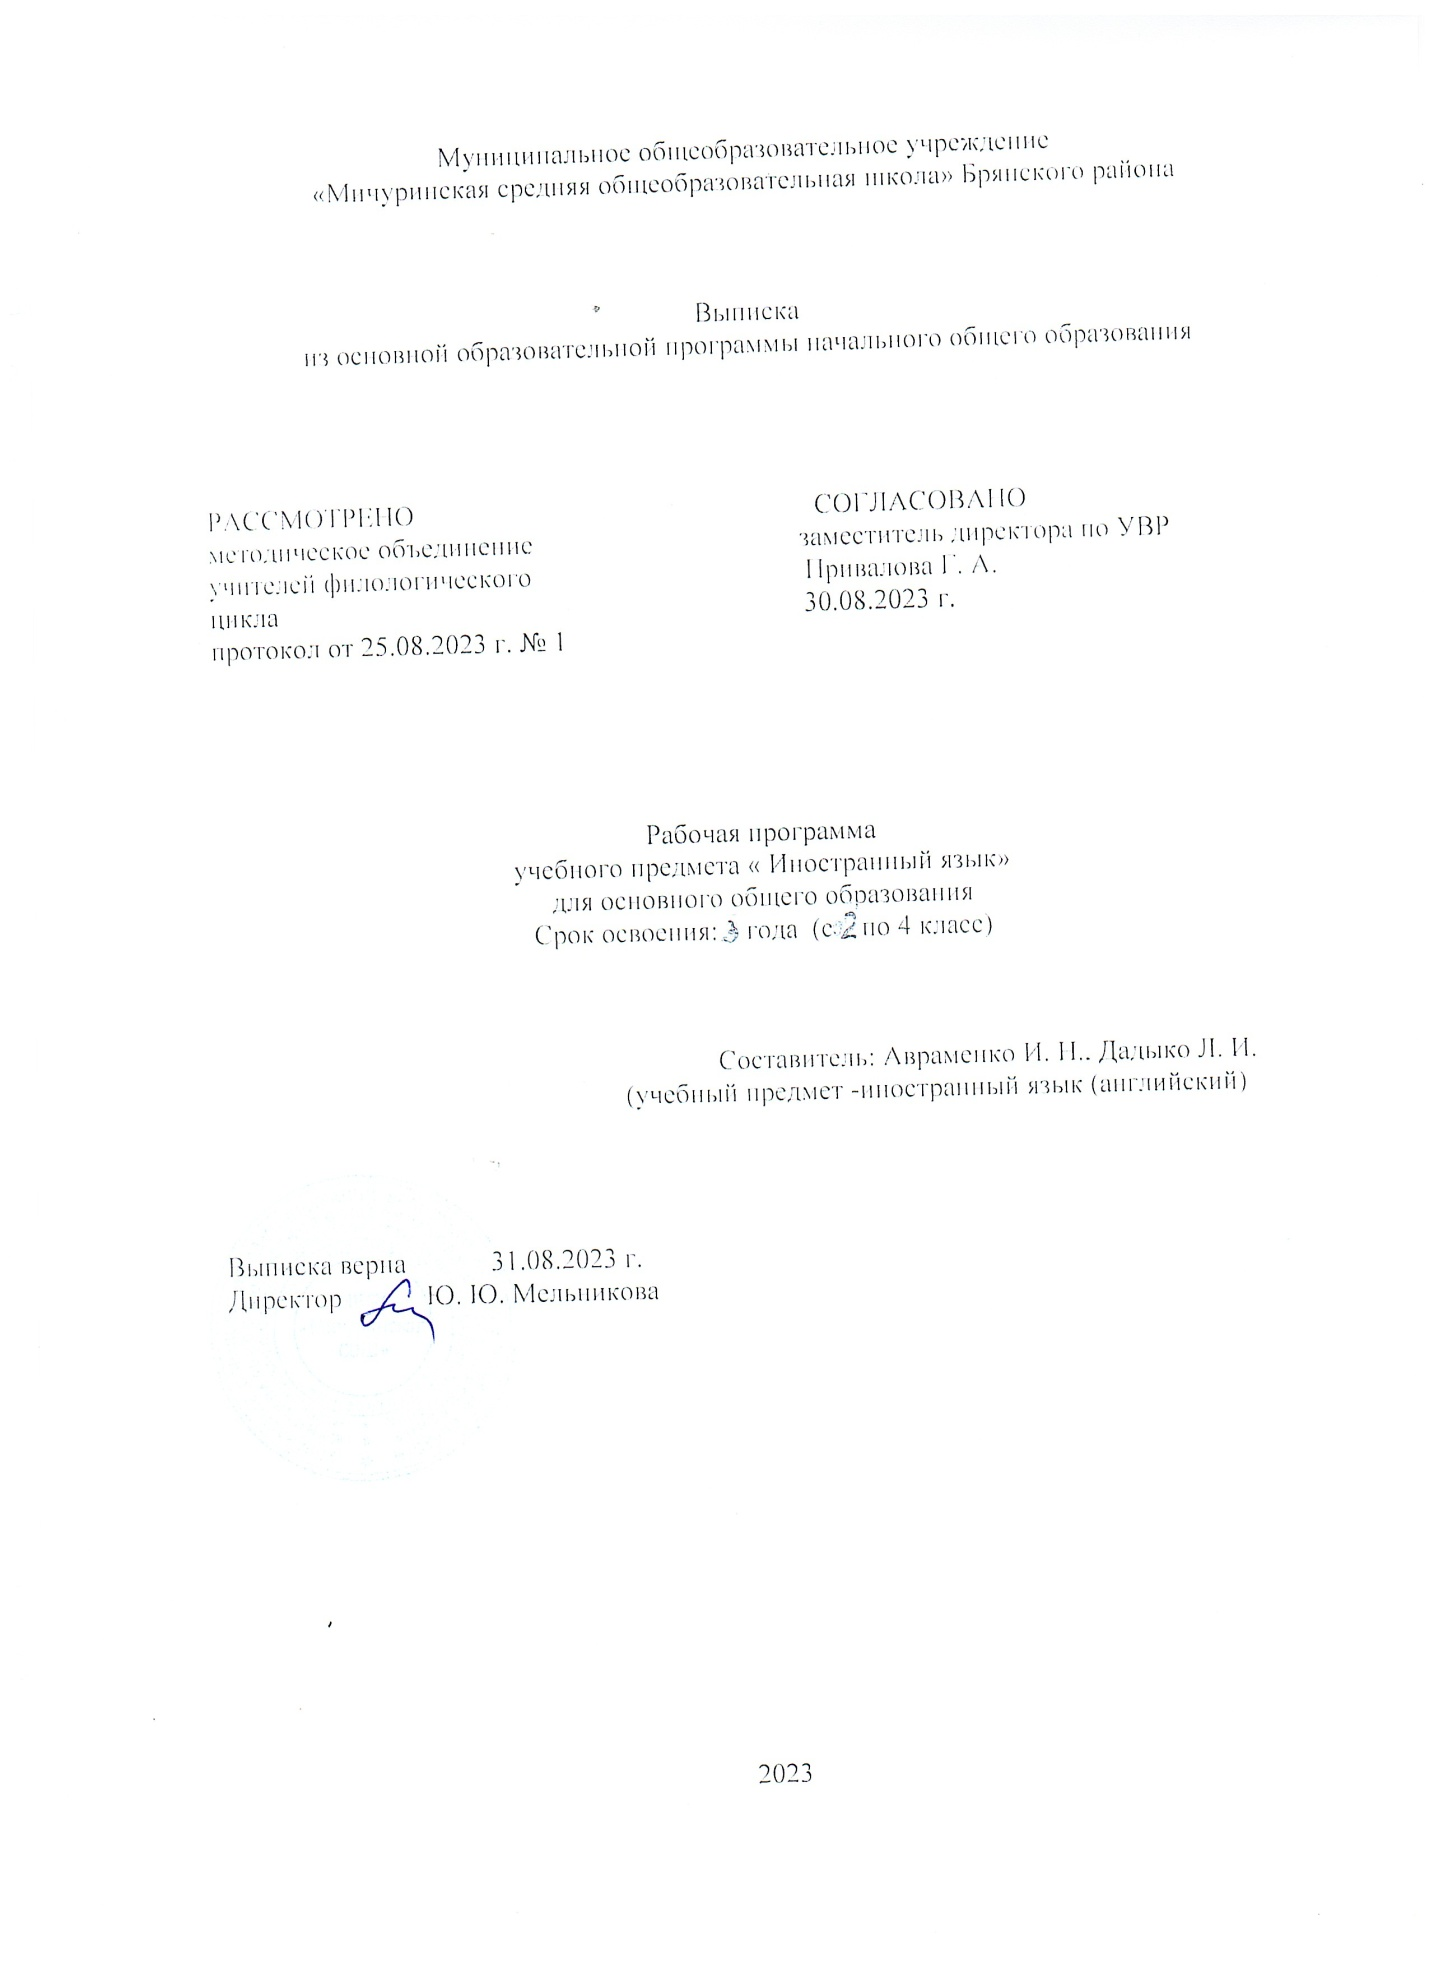 Муниципальное общеобразовательное учреждение
«Мичуринская средняя общеобразовательная школа» Брянского района
Выписка
из основной образовательной программы начального общего образования
РАССМОТРЕНО
методическое объединение
учителей филологического
цикла
протокол от 25.08.2023 г. № 1
СОГЛАСОВАНО
заместитель директора по УВР
Привалова Г. А.
30.08.2023 г.
Рабочая программа
учебного предмета « Иностранный язык»
для основного общего образования
Срок освоения: 3 года (с 2 по 4 класс)
Составитель: Авраменко И. Н.. Дадыко Л. И.
(учебный предмет -иностранный язык (английский)
Выписка верна 31.08.2023 г.
Директор Ю. Ю. Мельникова
2023